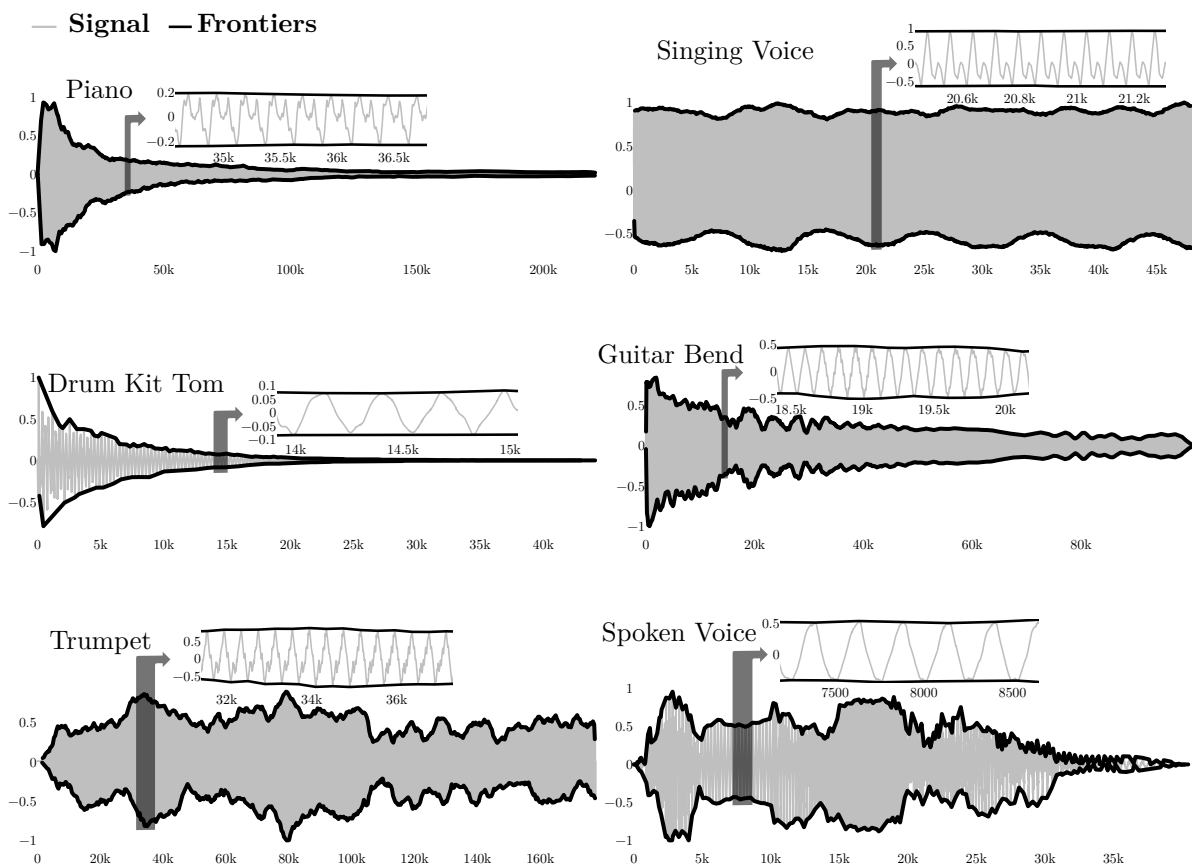 Signal Frontiers
Piano
0.2
0
−0.2
35k 35.5k 36k 36.5k
1
0.5
0
−0.5
−1
0 50k 100k 150k 200k
Singing Voice
1
0.5
0
−0.5
20.6k 20.8k 21k 21.2k
1
0.5
0
−0.5
0 5k 10k 15k 20k 25k 30k 35k 40k 45k
Drum Kit Tom
0.1
0.05
0
−0.05
−0.1
14k 14.5k 15k
1
0.5
0
−0.5
0 5k 10k 15k 20k 25k 30k 35k 40k
Guitar Bend
0.5
0
−0.5
18.5k 19k 19.5k 20k
0.5
0
−0.5
−1
0 20k 40k 60k 80k
Trumpet
0.5
0
−0.5
32k 34k 36k
0.5
0
−0.5
−1
20k 40k 60k 80k 100k 120k 140k 160k
Spoken Voice
0.5
0
7500 8000 8500
1
0.5
0
−0.5
−1
0 5k 10k 15k 20k 25k 30k 35k